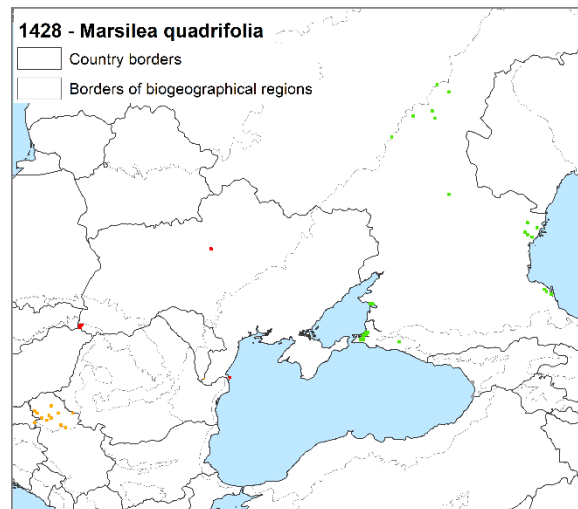 1428 - Marsilea quadrifolia
Country borders
Borders of biogeographical regions